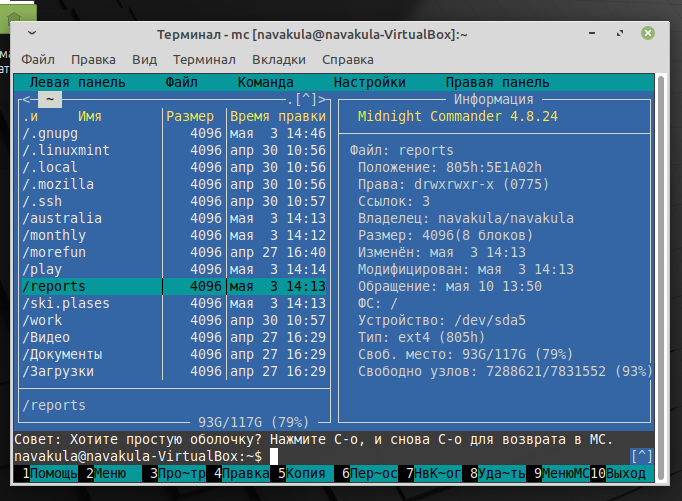 Терминал - mc [navakula@navakula-VirtualBox]:~
Файл Правка Вид Терминал Вкладки Справка
Левая панель Файл Команда Настройки Правая панель
<─ ~ ─.[^]>
.и Имя Размер Время правки
/.gnupg 4096 мая 3 14:46
/.linuxmint 4096 апр 30 10:56
/.local 4096 апр 30 10:56
/.mozilla 4096 апр 30 10:56
/.ssh 4096 апр 30 10:57
/australia 4096 мая 3 14:13
/monthly 4096 мая 3 14:12
/morefun 4096 апр 27 16:40
/play 4096 мая 3 14:14
/reports 4096 мая 3 14:13
/ski.plases 4096 мая 3 14:13
/work 4096 апр 30 10:57
/Видео 4096 апр 27 16:29
/Документы 4096 апр 27 16:29
/Загрузки 4096 апр 27 16:29
/reports
93G/117G (79%)
Информация
Midnight Commander 4.8.24
Файл: reports
Положение: 805h:5E1A02h
Права: drwxrwxr-x (0775)
Ссылок: 3
Владелец: navakula/navakula
Размер: 4096(8 блоков)
Изменён: мая 3 14:13
Модифицирован: мая 3 14:13
Обращение: мая 10 13:50
ФС: /
Устройство: /dev/sda5
Тип: ext4 (805h)
Своб. место: 93G/117G (79%)
Свободно узлов: 7288621/7831552 (93%)
Совет: Хотите простую оболочку? Нажмите C-o, и снова C-o для возврата в MC.
navakula@navakula-VirtualBox:~$ [^]
1Помощь 2Меню 3Про~тр 4Правка 5Копия 6Пер~ос 7НвК~ог 8Уда~ть 9МенюMC 10Выход